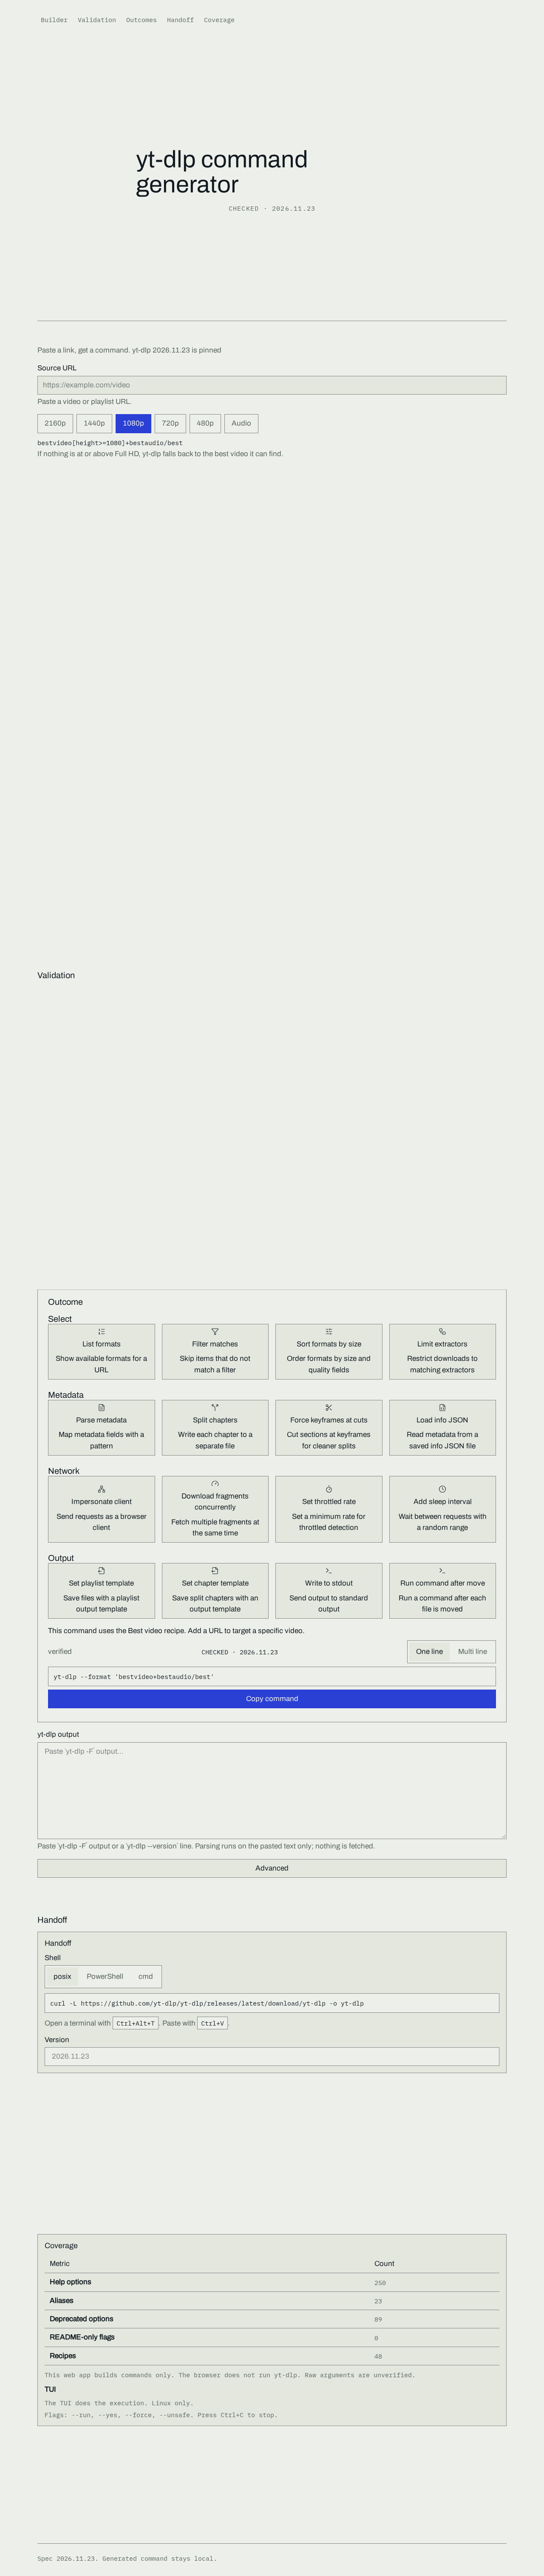 Builder Validation Outcomes Handoff Coverage
yt-dlp command
generator
CHECKED · 2026.11.23
Paste a link, get a command. yt-dlp 2026.11.23 is pinned
Source URL
https://example.com/video
Paste a video or playlist URL.
2160p 1440p 1080p 720p 480p Audio
bestvideo[height>=1080]+bestaudio/best
If nothing is at or above Full HD, yt-dlp falls back to the best video it can find.
Validation
Outcome
Select
List formats
Show available formats for a
URL
Filter matches
Skip items that do not
match a filter
Sort formats by size
Order formats by size and
quality fields
Limit extractors
Restrict downloads to
matching extractors
Metadata
Parse metadata
Map metadata fields with a
pattern
Split chapters
Write each chapter to a
separate file
Force keyframes at cuts
Cut sections at keyframes
for cleaner splits
Load info JSON
Read metadata from a
saved info JSON file
Network
Impersonate client
Send requests as a browser
client
Download fragments
concurrently
Fetch multiple fragments at
the same time
Set throttled rate
Set a minimum rate for
throttled detection
Add sleep interval
Wait between requests with
a random range
Output
Set playlist template
Save files with a playlist
output template
Set chapter template
Save split chapters with an
output template
Write to stdout
Send output to standard
output
Run command after move
Run a command after each
file is moved
This command uses the Best video recipe. Add a URL to target a specific video.
verified CHECKED · 2026.11.23 One line Multi line
yt-dlp --format 'bestvideo+bestaudio/best'
Copy command
yt-dlp output
Paste `yt-dlp -F` output...
Paste `yt-dlp -F` output or a `yt-dlp --version` line. Parsing runs on the pasted text only; nothing is fetched.
Advanced
Handoff
Handoff
Shell
posix PowerShell cmd
curl -L https://github.com/yt-dlp/yt-dlp/releases/latest/download/yt-dlp -o yt-dlp
Open a terminal with Ctrl+Alt+T. Paste with Ctrl+V.
Version
2026.11.23
Coverage
Metric Count
Help options 250
Aliases 23
Deprecated options 89
README-only flags 0
Recipes 48
This web app builds commands only. The browser does not run yt-dlp. Raw arguments are unverified.
TUI
The TUI does the execution. Linux only.
Flags: --run, --yes, --force, --unsafe. Press Ctrl+C to stop.
Spec 2026.11.23. Generated command stays local.